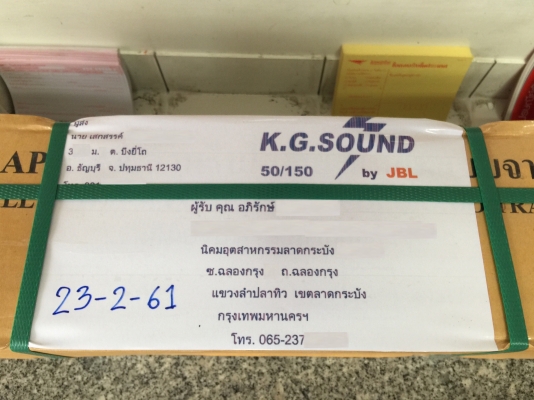 ผู้ส่ง
นาย เสกสรรค์
3 ม. ต. บึงยี่โถ
อ. ธัญบุรี จ. ปทุมธานี 12130
K.G.SOUND
50/150 by JBL
ผู้รับ คุณ อภิรักษ์
นิคมอุตสาหกรรมลาดกระบัง
ซ.ฉลองกรุง ถ.ฉลองกรุง
แขวงลำปลาทิว เขตลาดกระบัง
กรุงเทพมหานครฯ
โทร. 065-237
23-2-61